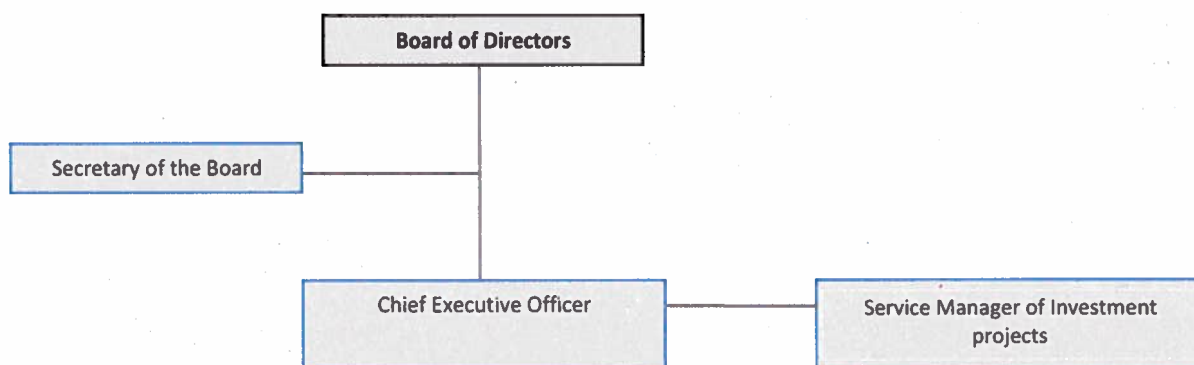 Board of Directors
Secretary of the Board
Chief Executive Officer
Service Manager of Investment
projects